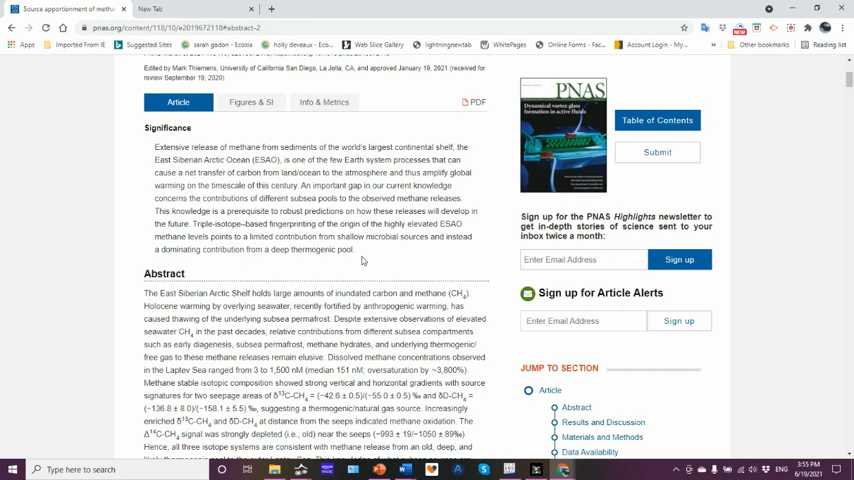 Source apportionment of meth
New Tab
pnas.org/content/118/10/e2019672118#abstract-2
Apps
Imported From IE
Suggested Sites
sarah gadon - Ecosia
holly deveaux - Ecosi...
Web Slice Gallery
lightningnewtab
WhitePages
Online Forms - Fac...
Account Login - My...
Other bookmarks
Reading list
Edited by Mark Thiemens, University of California San Diego, La Jolla, CA, and approved January 19, 2021 (received for
review September 19, 2020)
Article
Figures & SI
Info & Metrics
PDF
Significance
Extensive release of methane from sediments of the world's largest continental shelf, the
East Siberian Arctic Ocean (ESAO), is one of the few Earth system processes that can
cause a net transfer of carbon from land/ocean to the atmosphere and thus amplify global
warming on the timescale of this century. An important gap in our current knowledge
concerns the contributions of different subsea pools to the observed methane releases.
This knowledge is a prerequisite to robust predictions on how these releases will develop in
the future. Triple-isotope–based fingerprinting of the origin of the highly elevated ESAO
methane levels points to a limited contribution from shallow microbial sources and instead
a dominating contribution from a deep thermogenic pool.
Abstract
The East Siberian Arctic Shelf holds large amounts of inundated carbon and methane (CH4).
Holocene warming by overlying seawater, recently fortified by anthropogenic warming, has
caused thawing of the underlying subsea permafrost. Despite extensive observations of elevated
seawater CH4 in the past decades, relative contributions from different subsea compartments
such as early diagenesis, subsea permafrost, methane hydrates, and underlying thermogenic/
free gas to these methane releases remain elusive. Dissolved methane concentrations observed
in the Laptev Sea ranged from 3 to 1,500 nM (median 151 nM; oversaturation by ~3,800%).
Methane stable isotopic composition showed strong vertical and horizontal gradients with source
signatures for two seepage areas of δ13C-CH4 = (−42.6 ± 0.5)/(−55.0 ± 0.5) ‰ and δD-CH4 =
(−136.8 ± 8.0)/(−158.1 ± 5.5) ‰, suggesting a thermogenic/natural gas source. Increasingly
enriched δ13C-CH4 and δD-CH4 at distance from the seeps indicated methane oxidation. The
Δ14C-CH4 signal was strongly depleted (i.e., old) near the seeps (−993 ± 19/−1050 ± 89‰).
Hence, all three isotope systems are consistent with methane release from an old, deep, and
PNAS
Dynamical vortex glass
formation in active fluids
Table of Contents
Submit
Sign up for the PNAS Highlights newsletter
to get in-depth stories of science sent to your
inbox twice a month:
Enter Email Address
Sign up
Sign up for Article Alerts
Enter Email Address
Sign up
JUMP TO SECTION
Article
Abstract
Results and Discussion
Materials and Methods
Data Availability
Type here to search
ENG
3:55 PM
6/19/2021